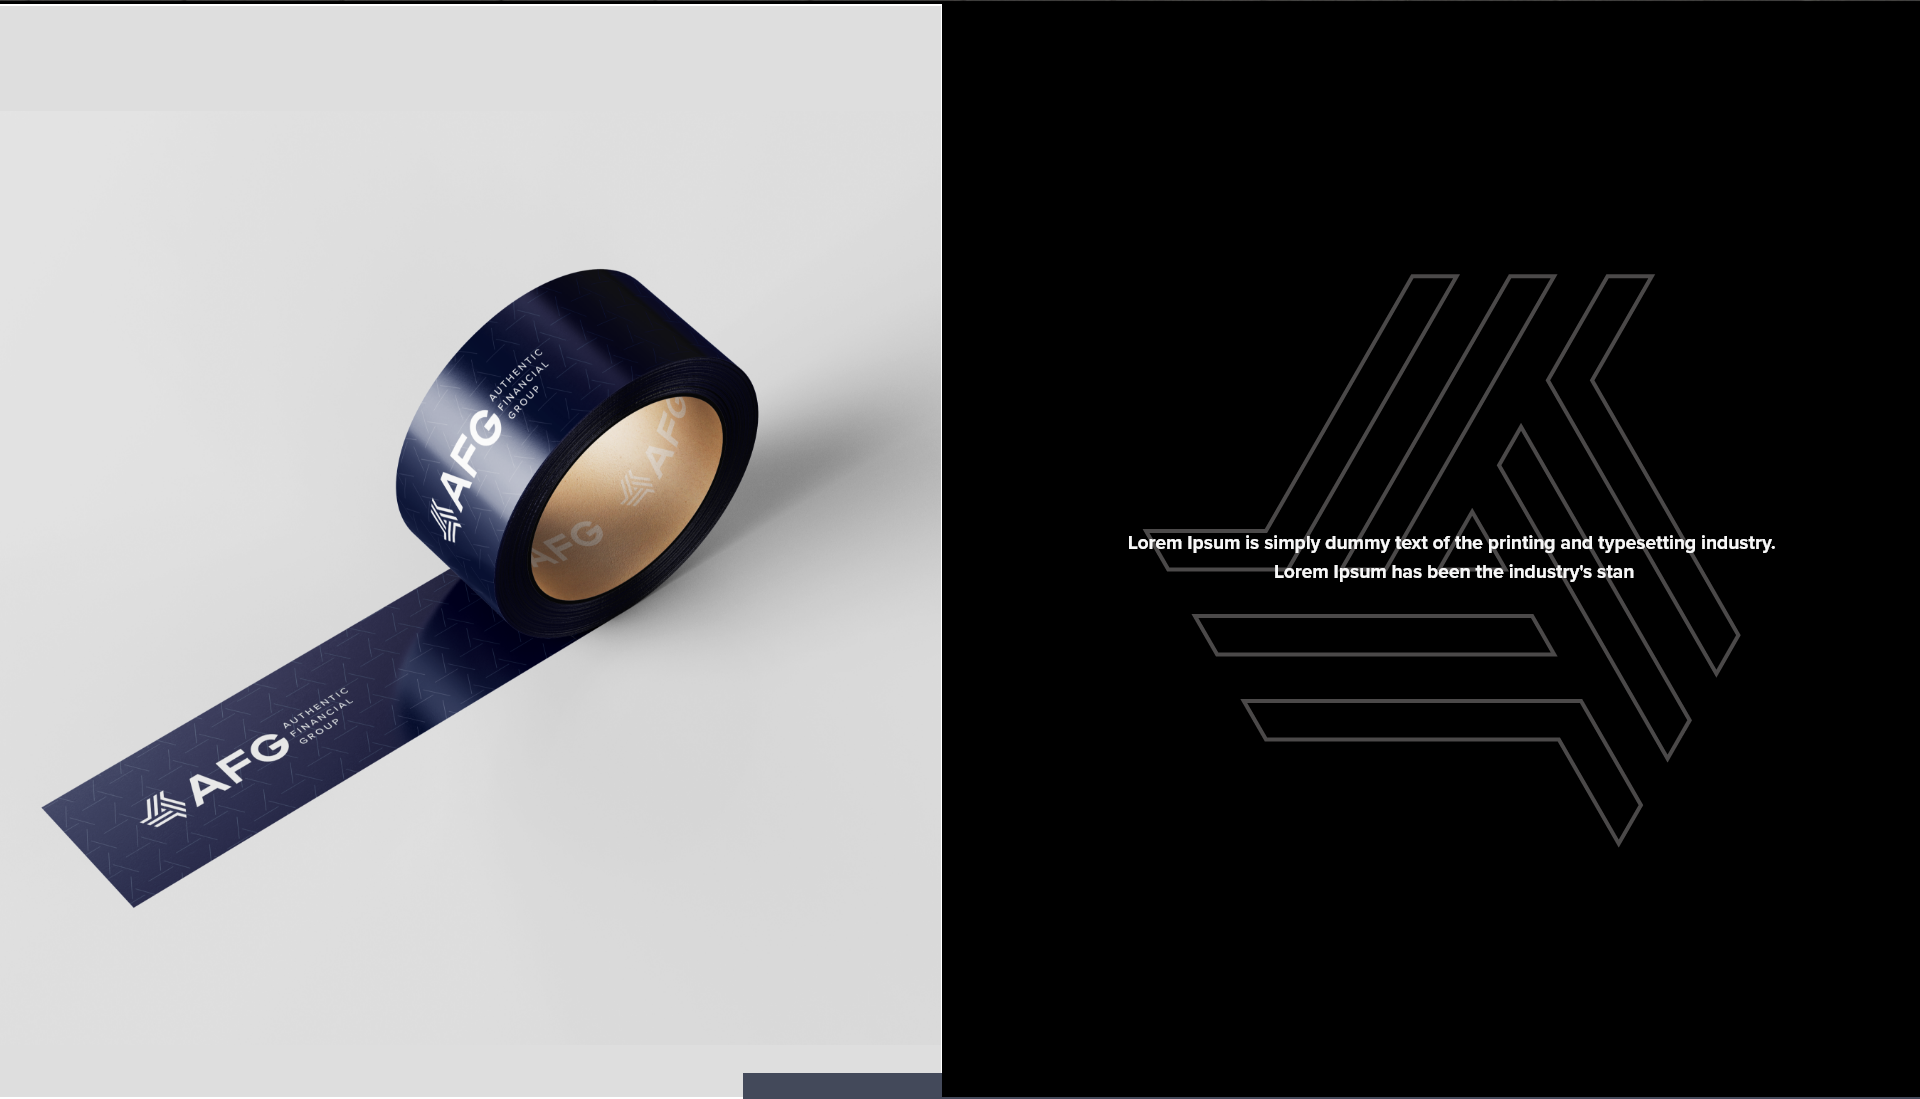 AFG
AUTHENTIC
FINANCIAL
GROUP
AFG
AFG
AFG
AUTHENTIC
FINANCIAL
GROUP
Lorem Ipsum is simply dummy text of the printing and typesetting industry.
Lorem Ipsum has been the industry's stan